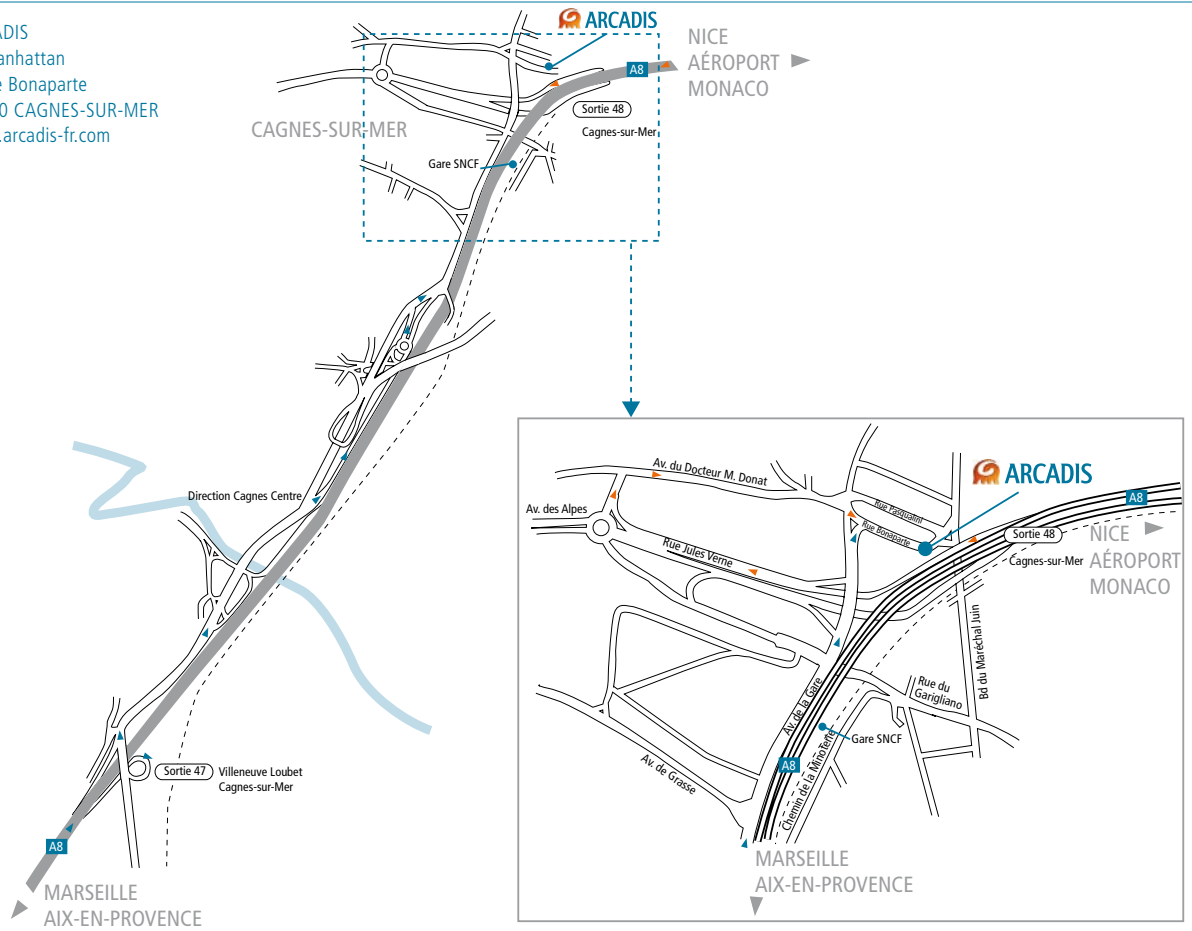 ADIS
anhattan
e Bonaparte
0 CAGNES-SUR-MER
.arcadis-fr.com
ARCADIS
NICE
AÉROPORT
MONACO
A8
Sortie 48
Cagnes-sur-Mer
CAGNES-SUR-MER
Gare SNCF
Direction Cagnes Centre
Sortie 47
Villeneuve Loubet
Cagnes-sur-Mer
A8
MARSEILLE
AIX-EN-PROVENCE
Av. du Docteur M. Donat
ARCADIS
A8
Av. des Alpes
Rue Pasqualini
Rue Bonaparte
Sortie 48
Cagnes-sur-Mer
NICE
AÉROPORT
MONACO
Rue Jules Verne
Bd du Maréchal Juin
Rue du
Garigliano
Av. de la Gare
Gare SNCF
A8
Chemin de la Minoterie
Av. de Grasse
MARSEILLE
AIX-EN-PROVENCE